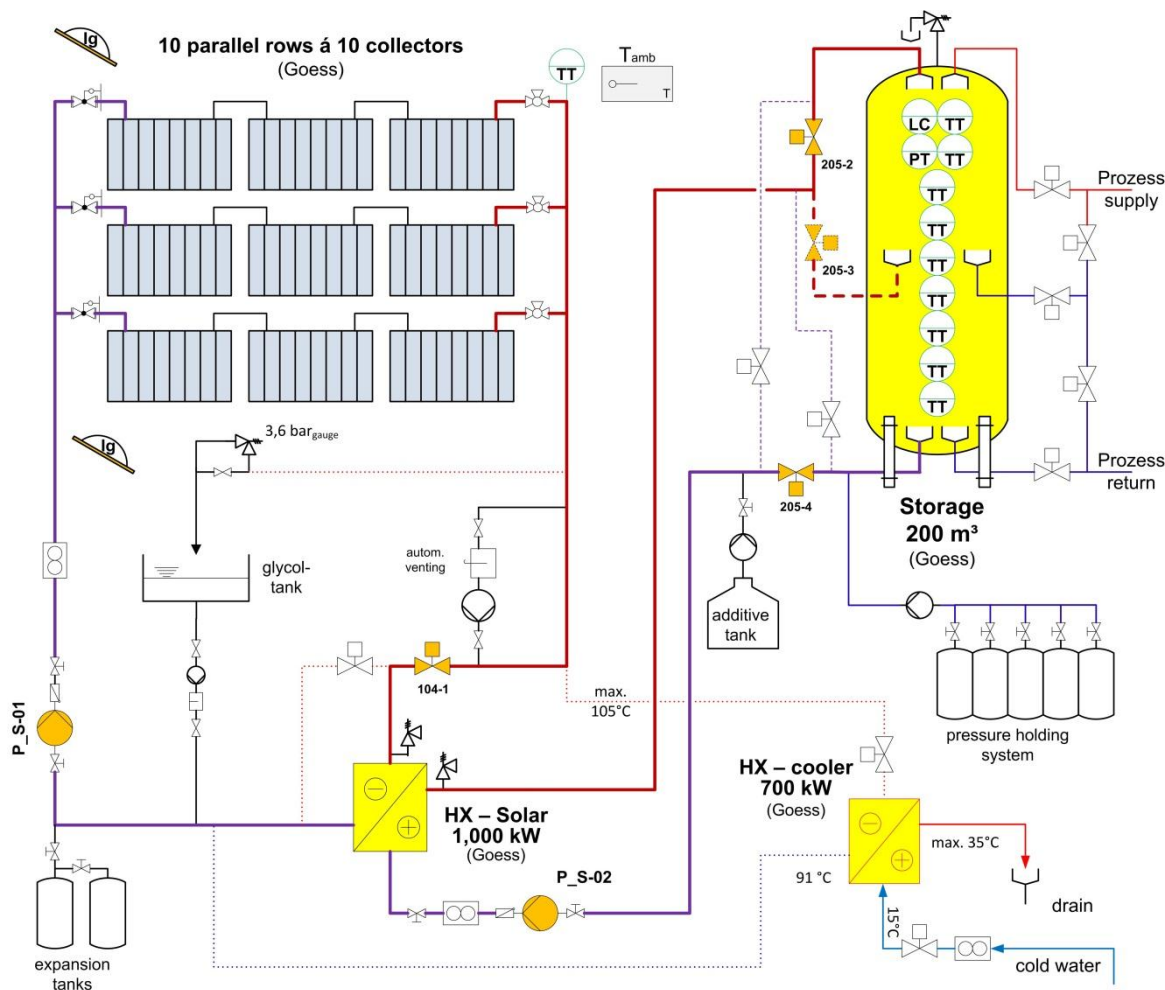 Ig
10 parallel rows á 10 collectors
(Goess)
TT
Tamb
T
205-2
LC
TT
PT
TT
TT
TT
TT
TT
TT
TT
TT
Prozess
supply
205-3
Ig
3,6 bar gauge
205-4
Prozess
return
Storage
200 m³
(Goess)
glycol-
tank
autom.
venting
additive
tank
pressure holding
system
104-1
max.
105°C
P_S-01
HX – Solar
1,000 kW
(Goess)
HX – cooler
700 kW
(Goess)
max. 35°C
91 °C
15°C
drain
P_S-02
cold water
expansion
tanks